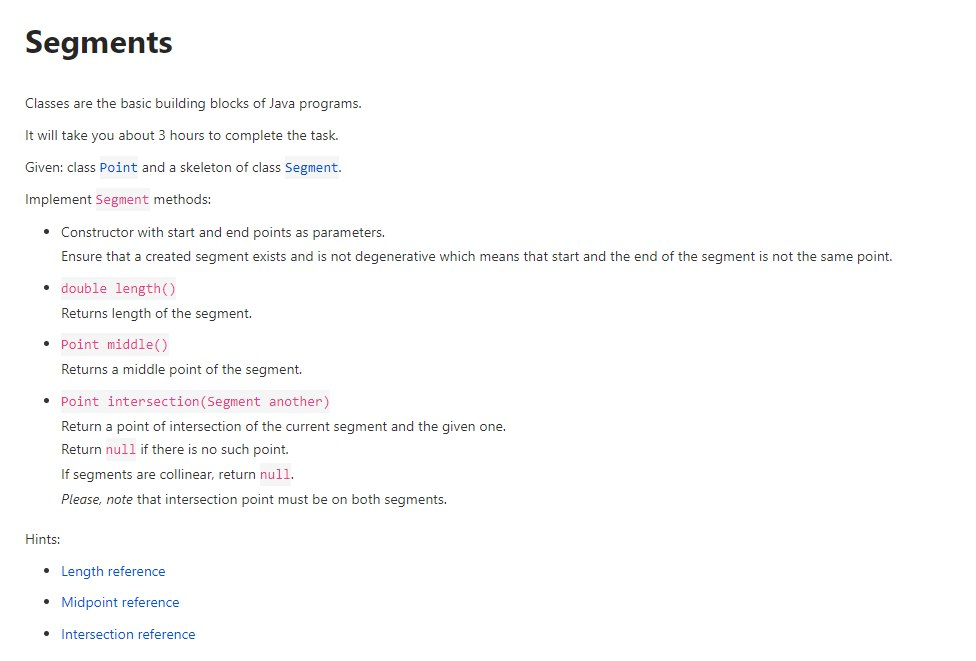 Segments
Classes are the basic building blocks of Java programs.
It will take you about 3 hours to complete the task.
Given: class Point and a skeleton of class Segment.
Implement Segment methods:
• Constructor with start and end points as parameters.
Ensure that a created segment exists and is not degenerative which means that start and the end of the segment is not the same point.
• double length()
Returns length of the segment.
• Point middle()
Returns a middle point of the segment.
• Point intersection(Segment another)
Return a point of intersection of the current segment and the given one.
Return null if there is no such point.
If segments are collinear, return null.
Please, note that intersection point must be on both segments.
Hints:
• Length reference
• Midpoint reference
• Intersection reference